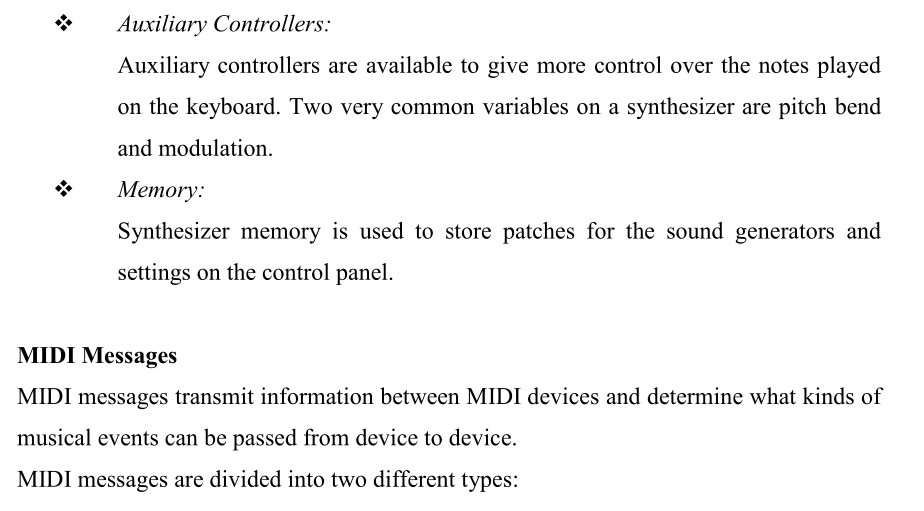 ❖ Auxiliary Controllers:
Auxiliary controllers are available to give more control over the notes played
on the keyboard. Two very common variables on a synthesizer are pitch bend
and modulation.
❖ Memory:
Synthesizer memory is used to store patches for the sound generators and
settings on the control panel.
MIDI Messages
MIDI messages transmit information between MIDI devices and determine what kinds of
musical events can be passed from device to device.
MIDI messages are divided into two different types: